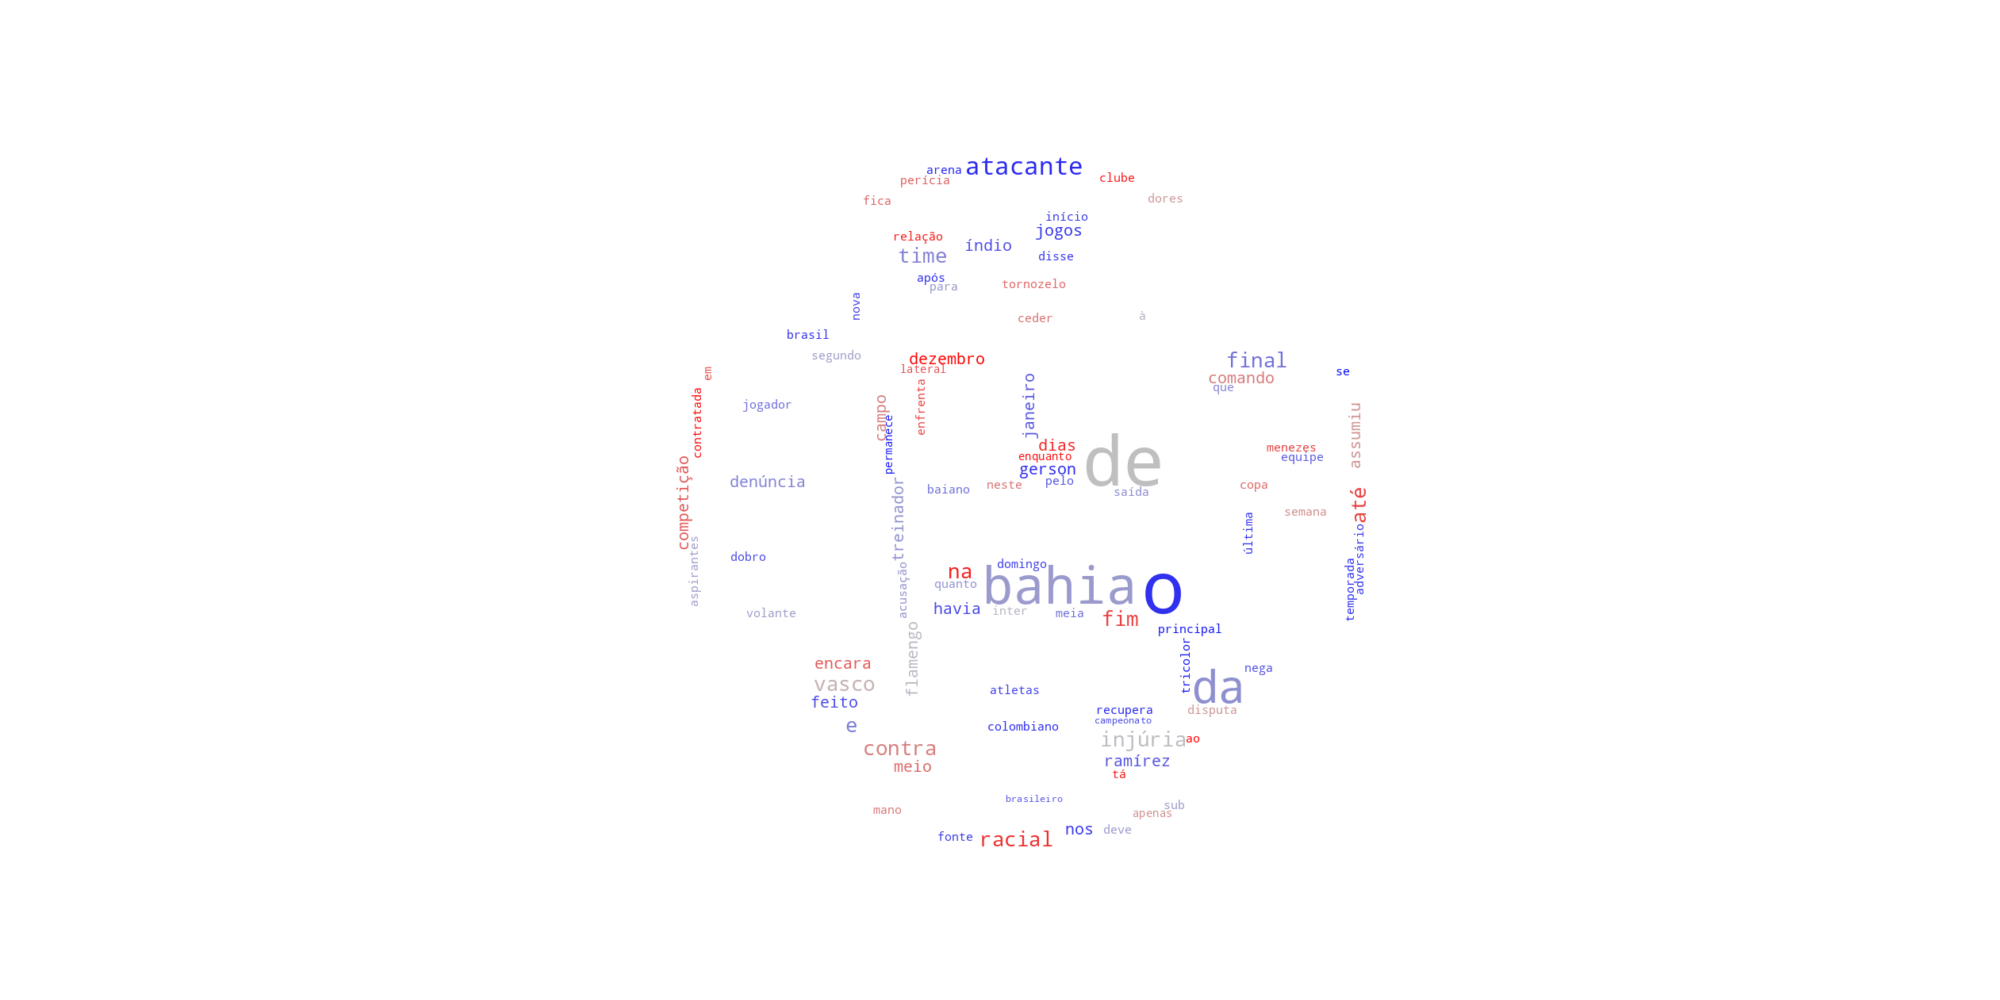 atacante
arena
perícia
clube
fica
dores
início
jogos
relação
índio
time
disse
após
para
tornozelo
nova
ceder
à
brasil
segundo
dezembro
final
lateral
em
comando
se
que
contratada
jogador
enfrenta
janeiro
campo
permanece
assumiu
dias
enquanto
gerson
de
menezes
equipe
competição
denúncia
treinador
baiano
neste
pelo
saída
copa
até
semana
última
adversário
aspirantes
dobro
domingo
na
quanto
bahia
o
acusação
temporada
volante
havia
inter
meia
fim
principal
flamengo
encara
tricolor
nega
vasco
da
feito
atletas
recupera
disputa
e
colombiano
campeonato
contra
injúria
ao
meio
ramírez
tá
brasileiro
mano
sub
apenas
fonte
racial
nos
deve